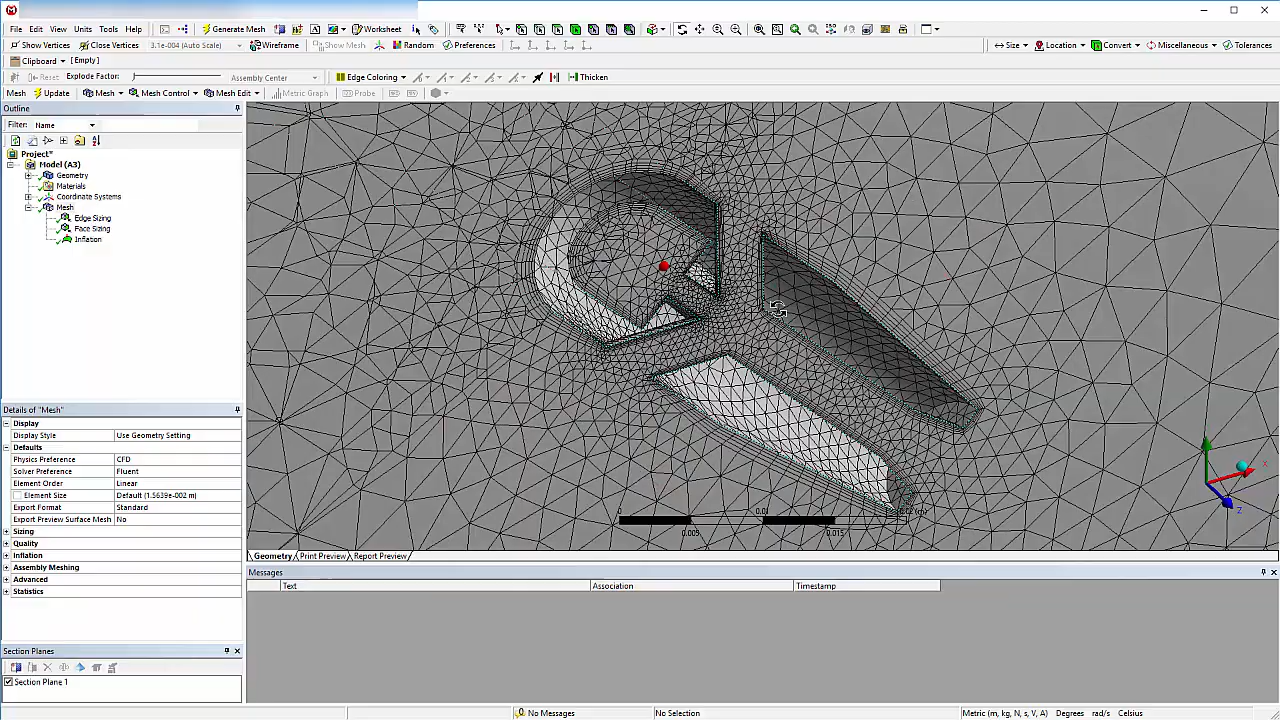 File Edit View Units Tools Help Generate Mesh Worksheet
Show Vertices Close Vertices 3.1e-004 (Auto Scale) Wireframe Show Mesh Random Preferences Size Location Convert Miscellaneous Tolerances
Clipboard [ Empty ]
Reset Explode Factor: Assembly Center Edge Coloring Thicken
Mesh Update Mesh Mesh Control Mesh Edit Metric Graph Probe
Outline
Filter: Name
Project*
Model (A3)
Geometry
Materials
Coordinate Systems
Mesh
Edge Sizing
Face Sizing
Inflation
Details of "Mesh"
Display
Display Style Use Geometry Setting
Defaults
Physics Preference CFD
Solver Preference Fluent
Element Order Linear
Element Size Default (1.5639e-002 m)
Export Format Standard
Export Preview Surface Mesh No
Sizing
Quality
Inflation
Assembly Meshing
Advanced
Statistics
Section Planes
Section Plane 1
X
Z
0 0.01
0.005 0.015
Geometry Print Preview Report Preview
Messages
Text Association Timestamp
No Messages No Selection Metric (m, kg, N, s, V, A) Degrees rad/s Celsius